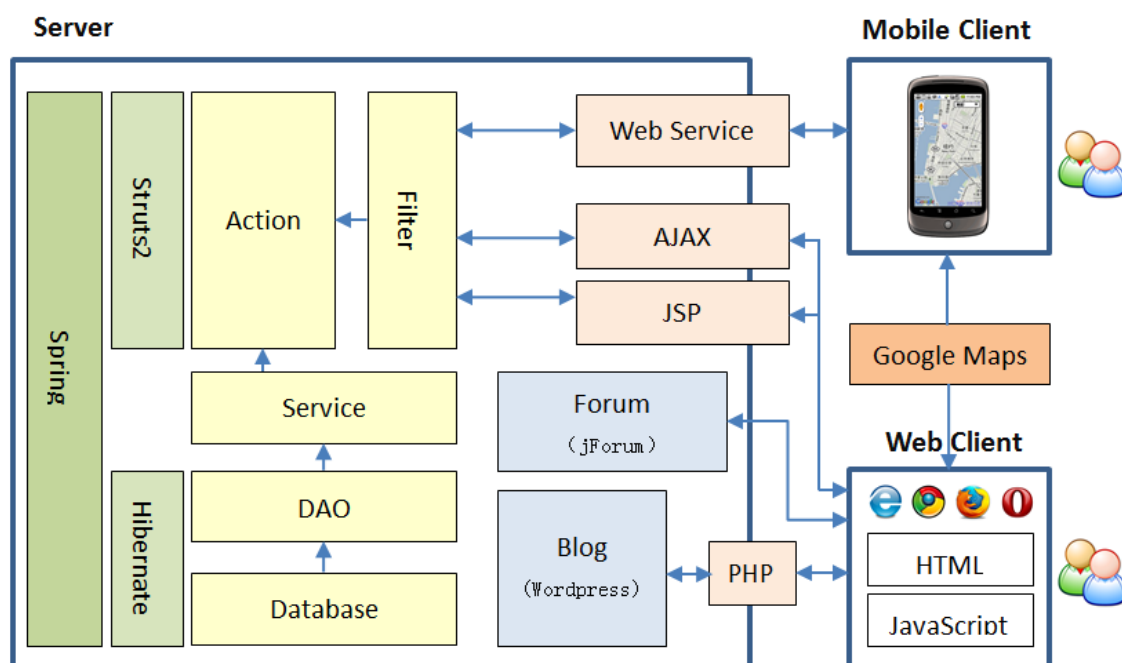 Server
Mobile Client
Spring
Struts2
Action
Filter
Web Service
AJAX
JSP
Google Maps
Service
Forum
(jForum)
Web Client
Hibernate
DAO
Database
Blog
(Wordpress)
PHP
HTML
JavaScript